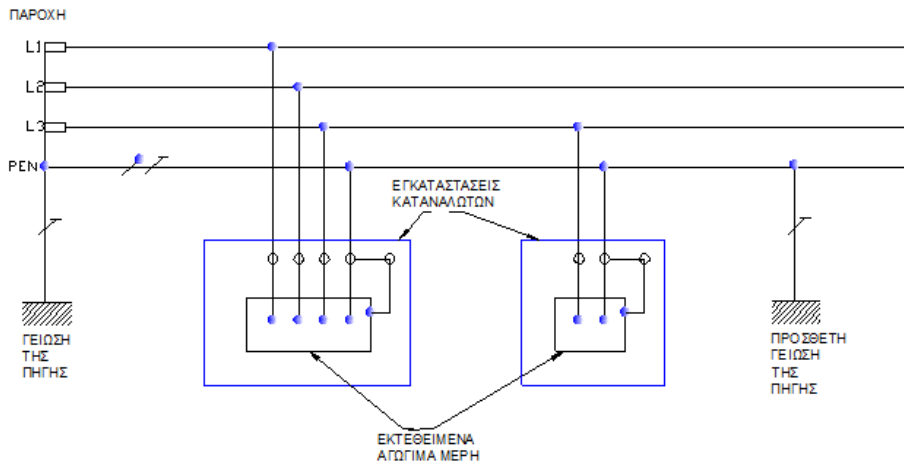 ΠΑΡΟΧΗ
L1
L2
L3
PEN
ΕΓΚΑΤΑΣΤΑΣΕΙΣ
ΚΑΤΑΝΑΛΩΤΩΝ
ΓΕΙΩΣΗ
ΤΗΣ
ΠΗΓΗΣ
ΠΡΟΣΘΕΤΗ
ΓΕΙΩΣΗ
ΤΗΣ
ΠΗΓΗΣ
ΕΚΤΕΘΕΙΜΕΝΑ
ΑΓΩΓΙΜΑ ΜΕΡΗ